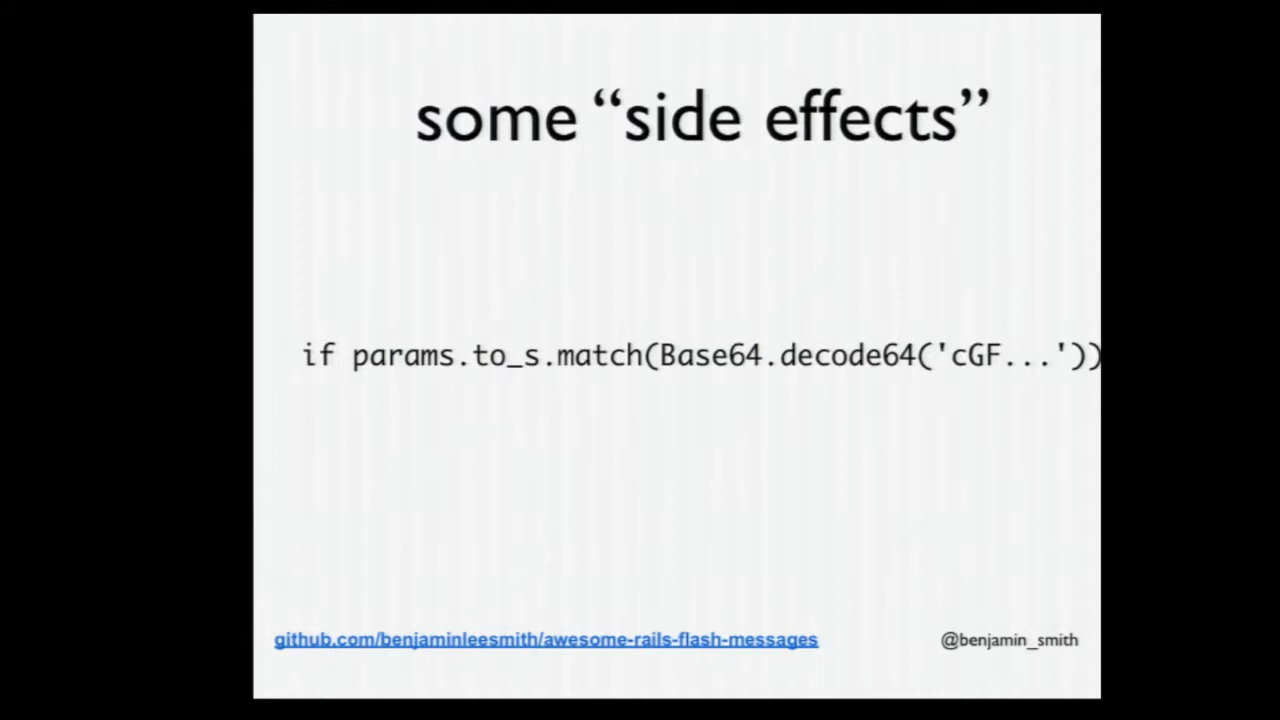 some “side effects”
if params.to_s.match(Base64.decode64('cGF...'))
github.com/benjaminleesmith/awesome-rails-flash-messages
@benjamin_smith